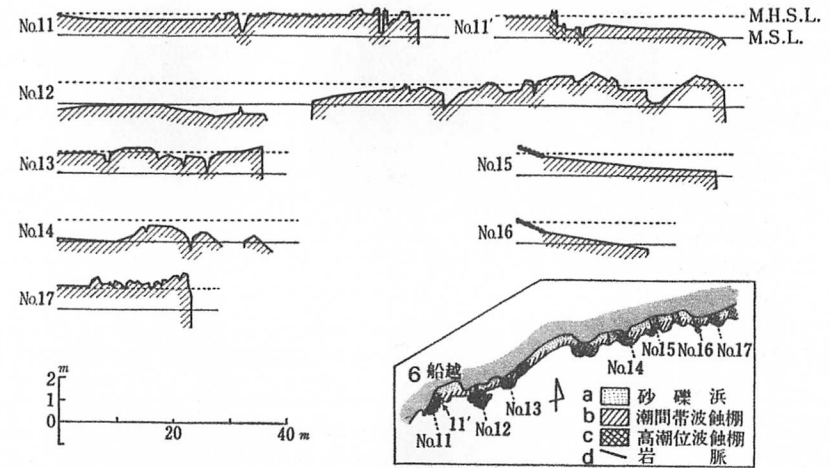 No.11
No.11′
M.H.S.L.
M.S.L.
No.12
No.13
No.15
No.14
No.16
No.17
m
2
1
0
20
40 m
6 船越
No.11
11′
No.12
No.13
No.14
No.15
No.16
No.17
a 砂礫浜
b 潮間帯波蝕棚
c 高潮位波蝕棚
d 岩脈